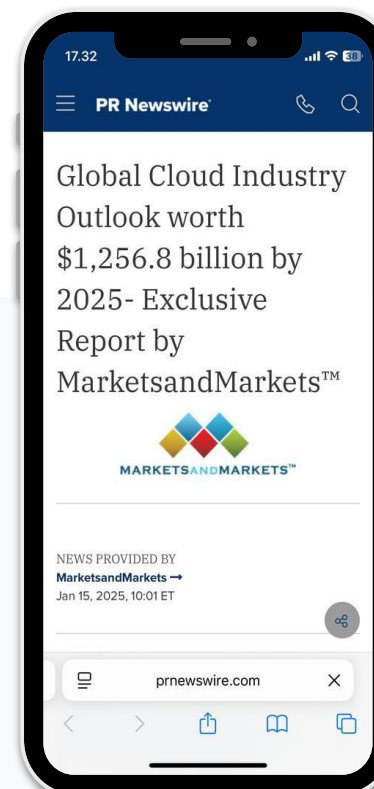 17.32
38
PR Newswire
Global Cloud Industry
Outlook worth
$1,256.8 billion by
2025- Exclusive
Report by
MarketsandMarkets™
MARKETSANDMARKETS™
NEWS PROVIDED BY
MarketsandMarkets →
Jan 15, 2025, 10:01 ET
prnewswire.com